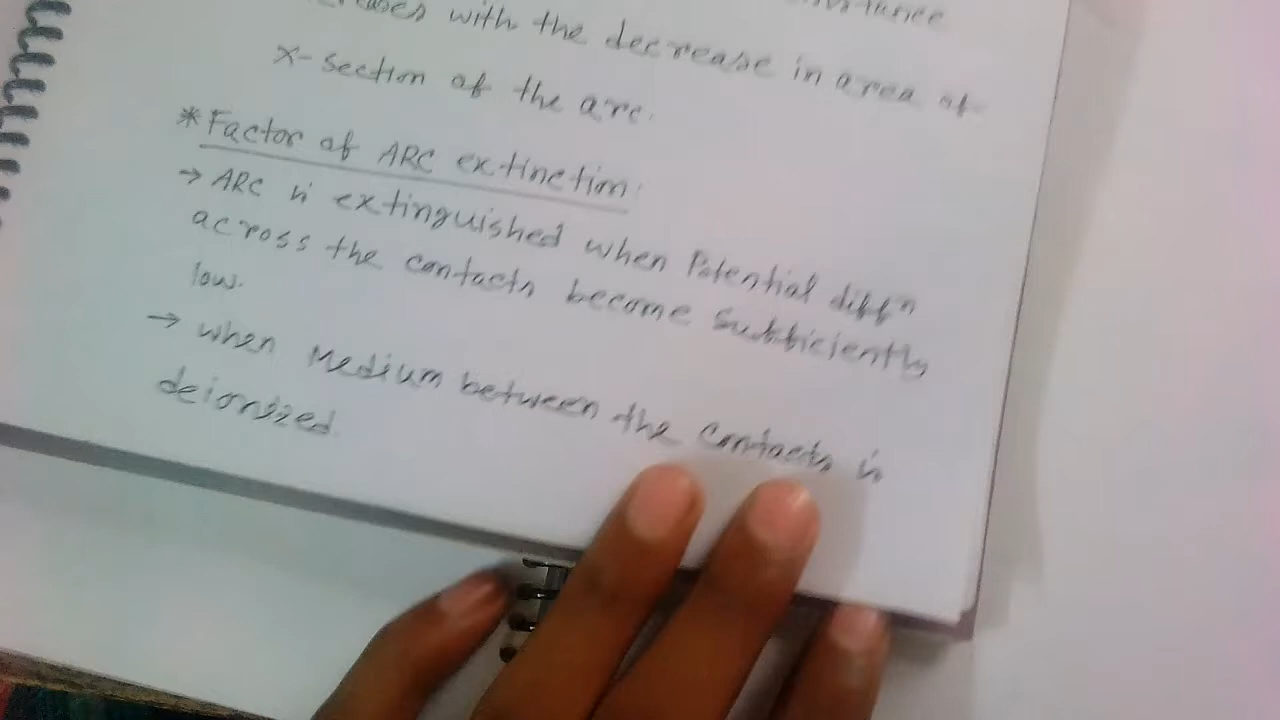 with the decrease in area of
x-section of the arc.
*Factor of ARC extinction:
→ ARC is extinguished when Potential diffn
across the contacts become Sufficiently
low.
→ when Medium between the Contacts is
deionized.